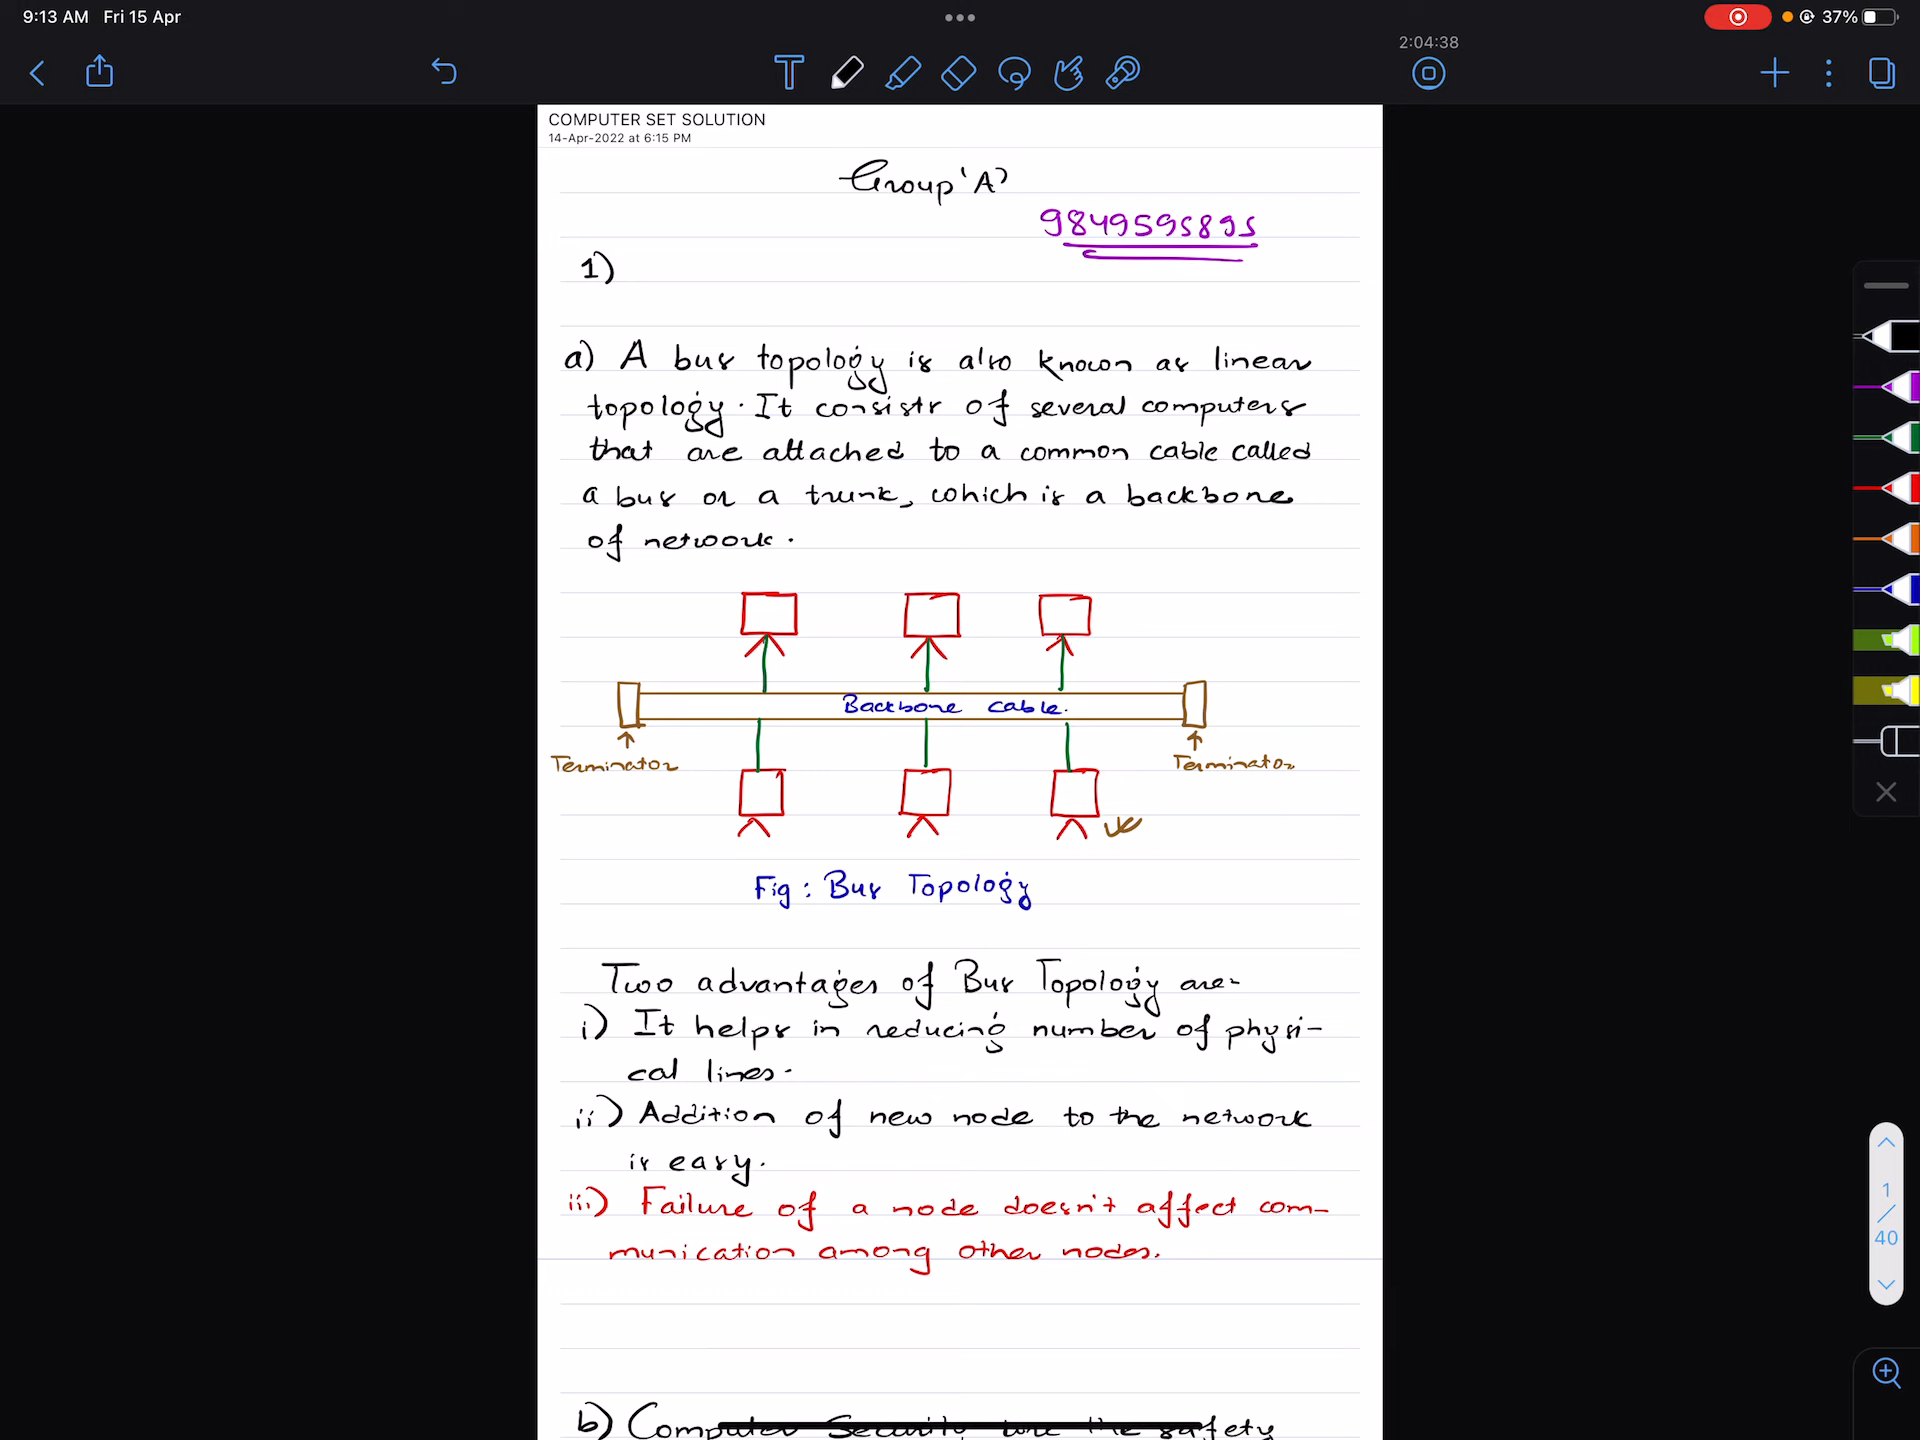 9:13 AM Fri 15 Apr
37%
2:04:38
COMPUTER SET SOLUTION
14-Apr-2022 at 6:15 PM
Group 'A'
9849595895
1)
a) A bus topology is also known as linear
topology. It consists of several computers
that are attached to a common cable called
a bus or a trunk, which is a backbone
of network.
Backbone cable.
Terminator
Terminator
Fig: Bus Topology
Two advantages of Bus Topology are-
i) It helps in reducing number of physi-
cal lines.
ii) Addition of new node to the network
is easy.
iii) Failure of a node doesn't affect com-
munication among other nodes.
1
/
40
b) Computer Security the safety